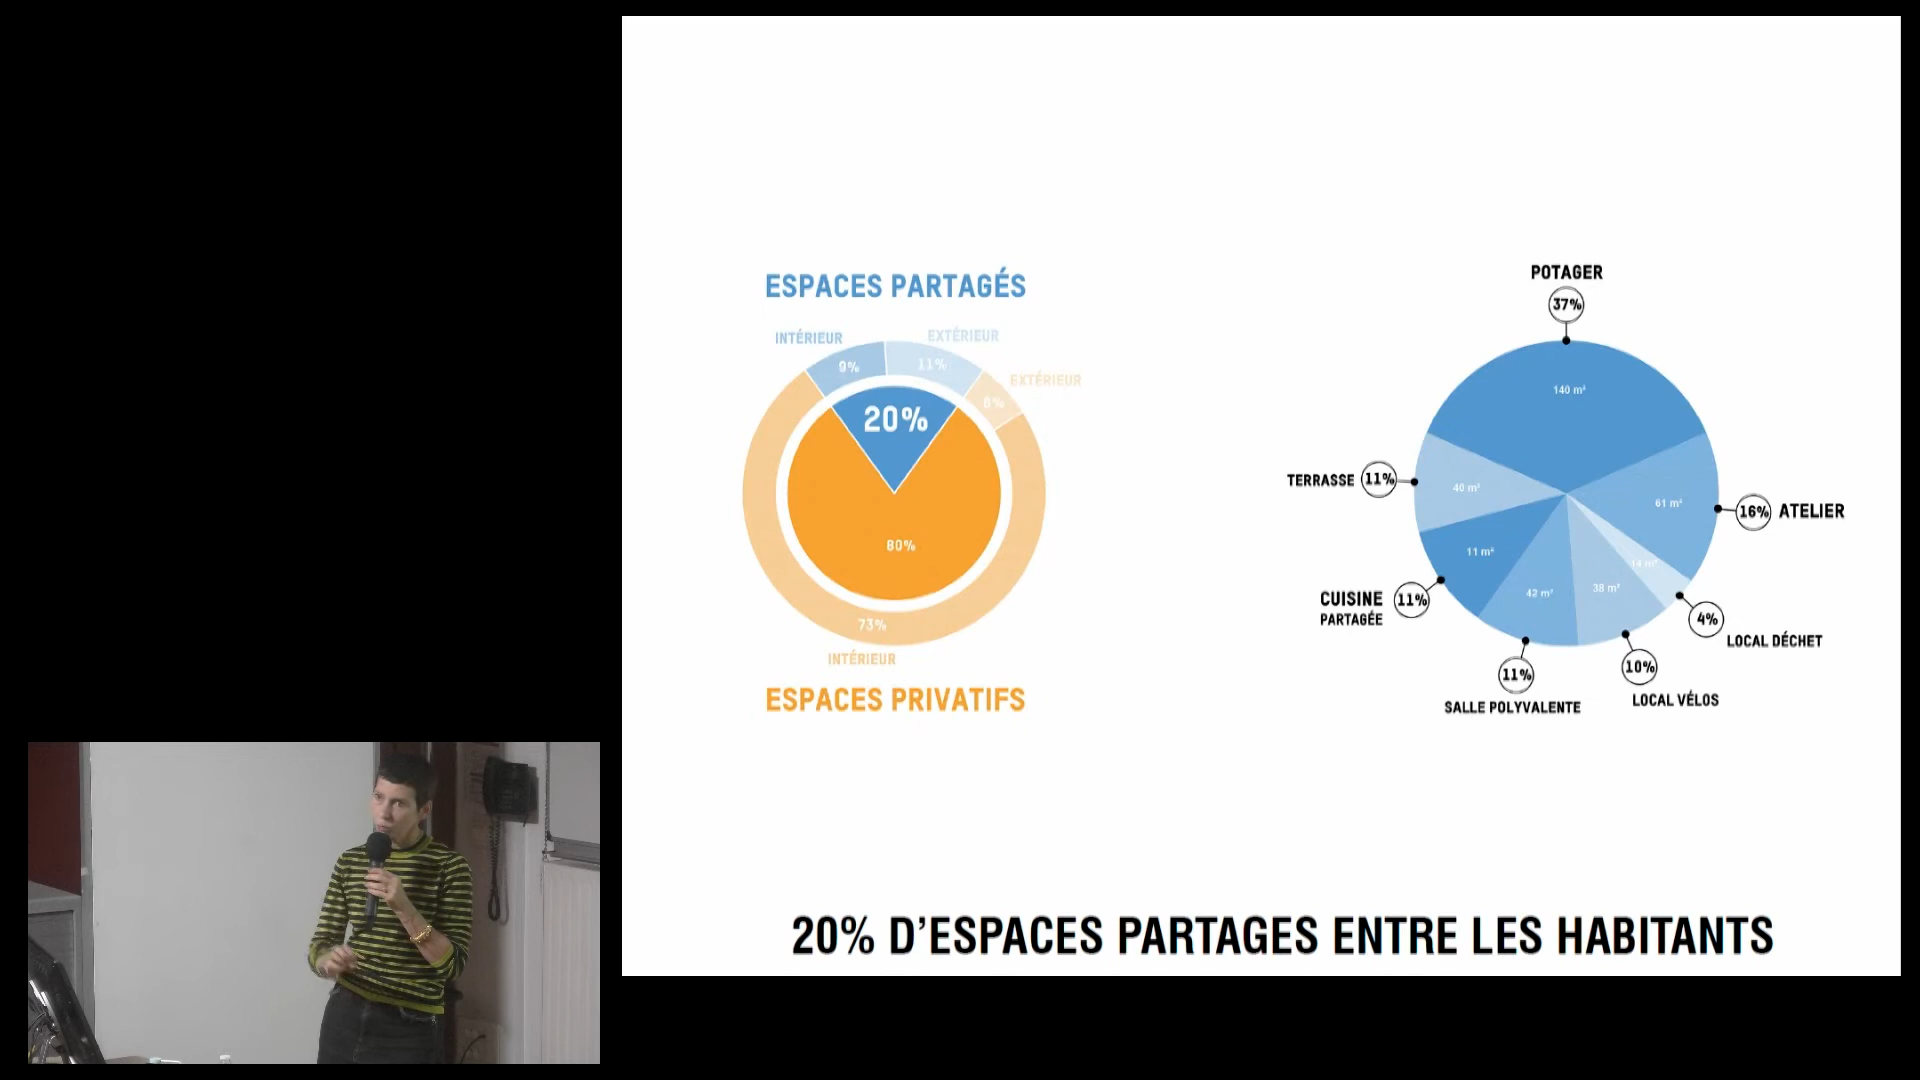 ESPACES PARTAGÉS
INTÉRIEUR
EXTÉRIEUR
9%
11%
EXTÉRIEUR
20%
80%
73%
INTÉRIEUR
ESPACES PRIVATIFS
POTAGER
37%
140 m²
TERRASSE 11%
40 m²
61 m²
16% ATELIER
11 m²
14 m²
CUISINE 11%
PARTAGÉE
42 m²
38 m²
4%
LOCAL DÉCHET
11%
SALLE POLYVALENTE
10%
LOCAL VÉLOS
20% D'ESPACES PARTAGES ENTRE LES HABITANTS